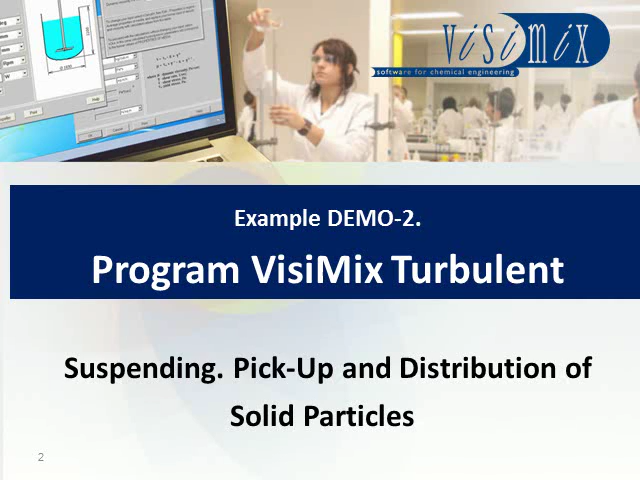 VISIMIX
software for chemical engineering
Example DEMO-2.
Program VisiMix Turbulent
Suspending. Pick-Up and Distribution of
Solid Particles
2